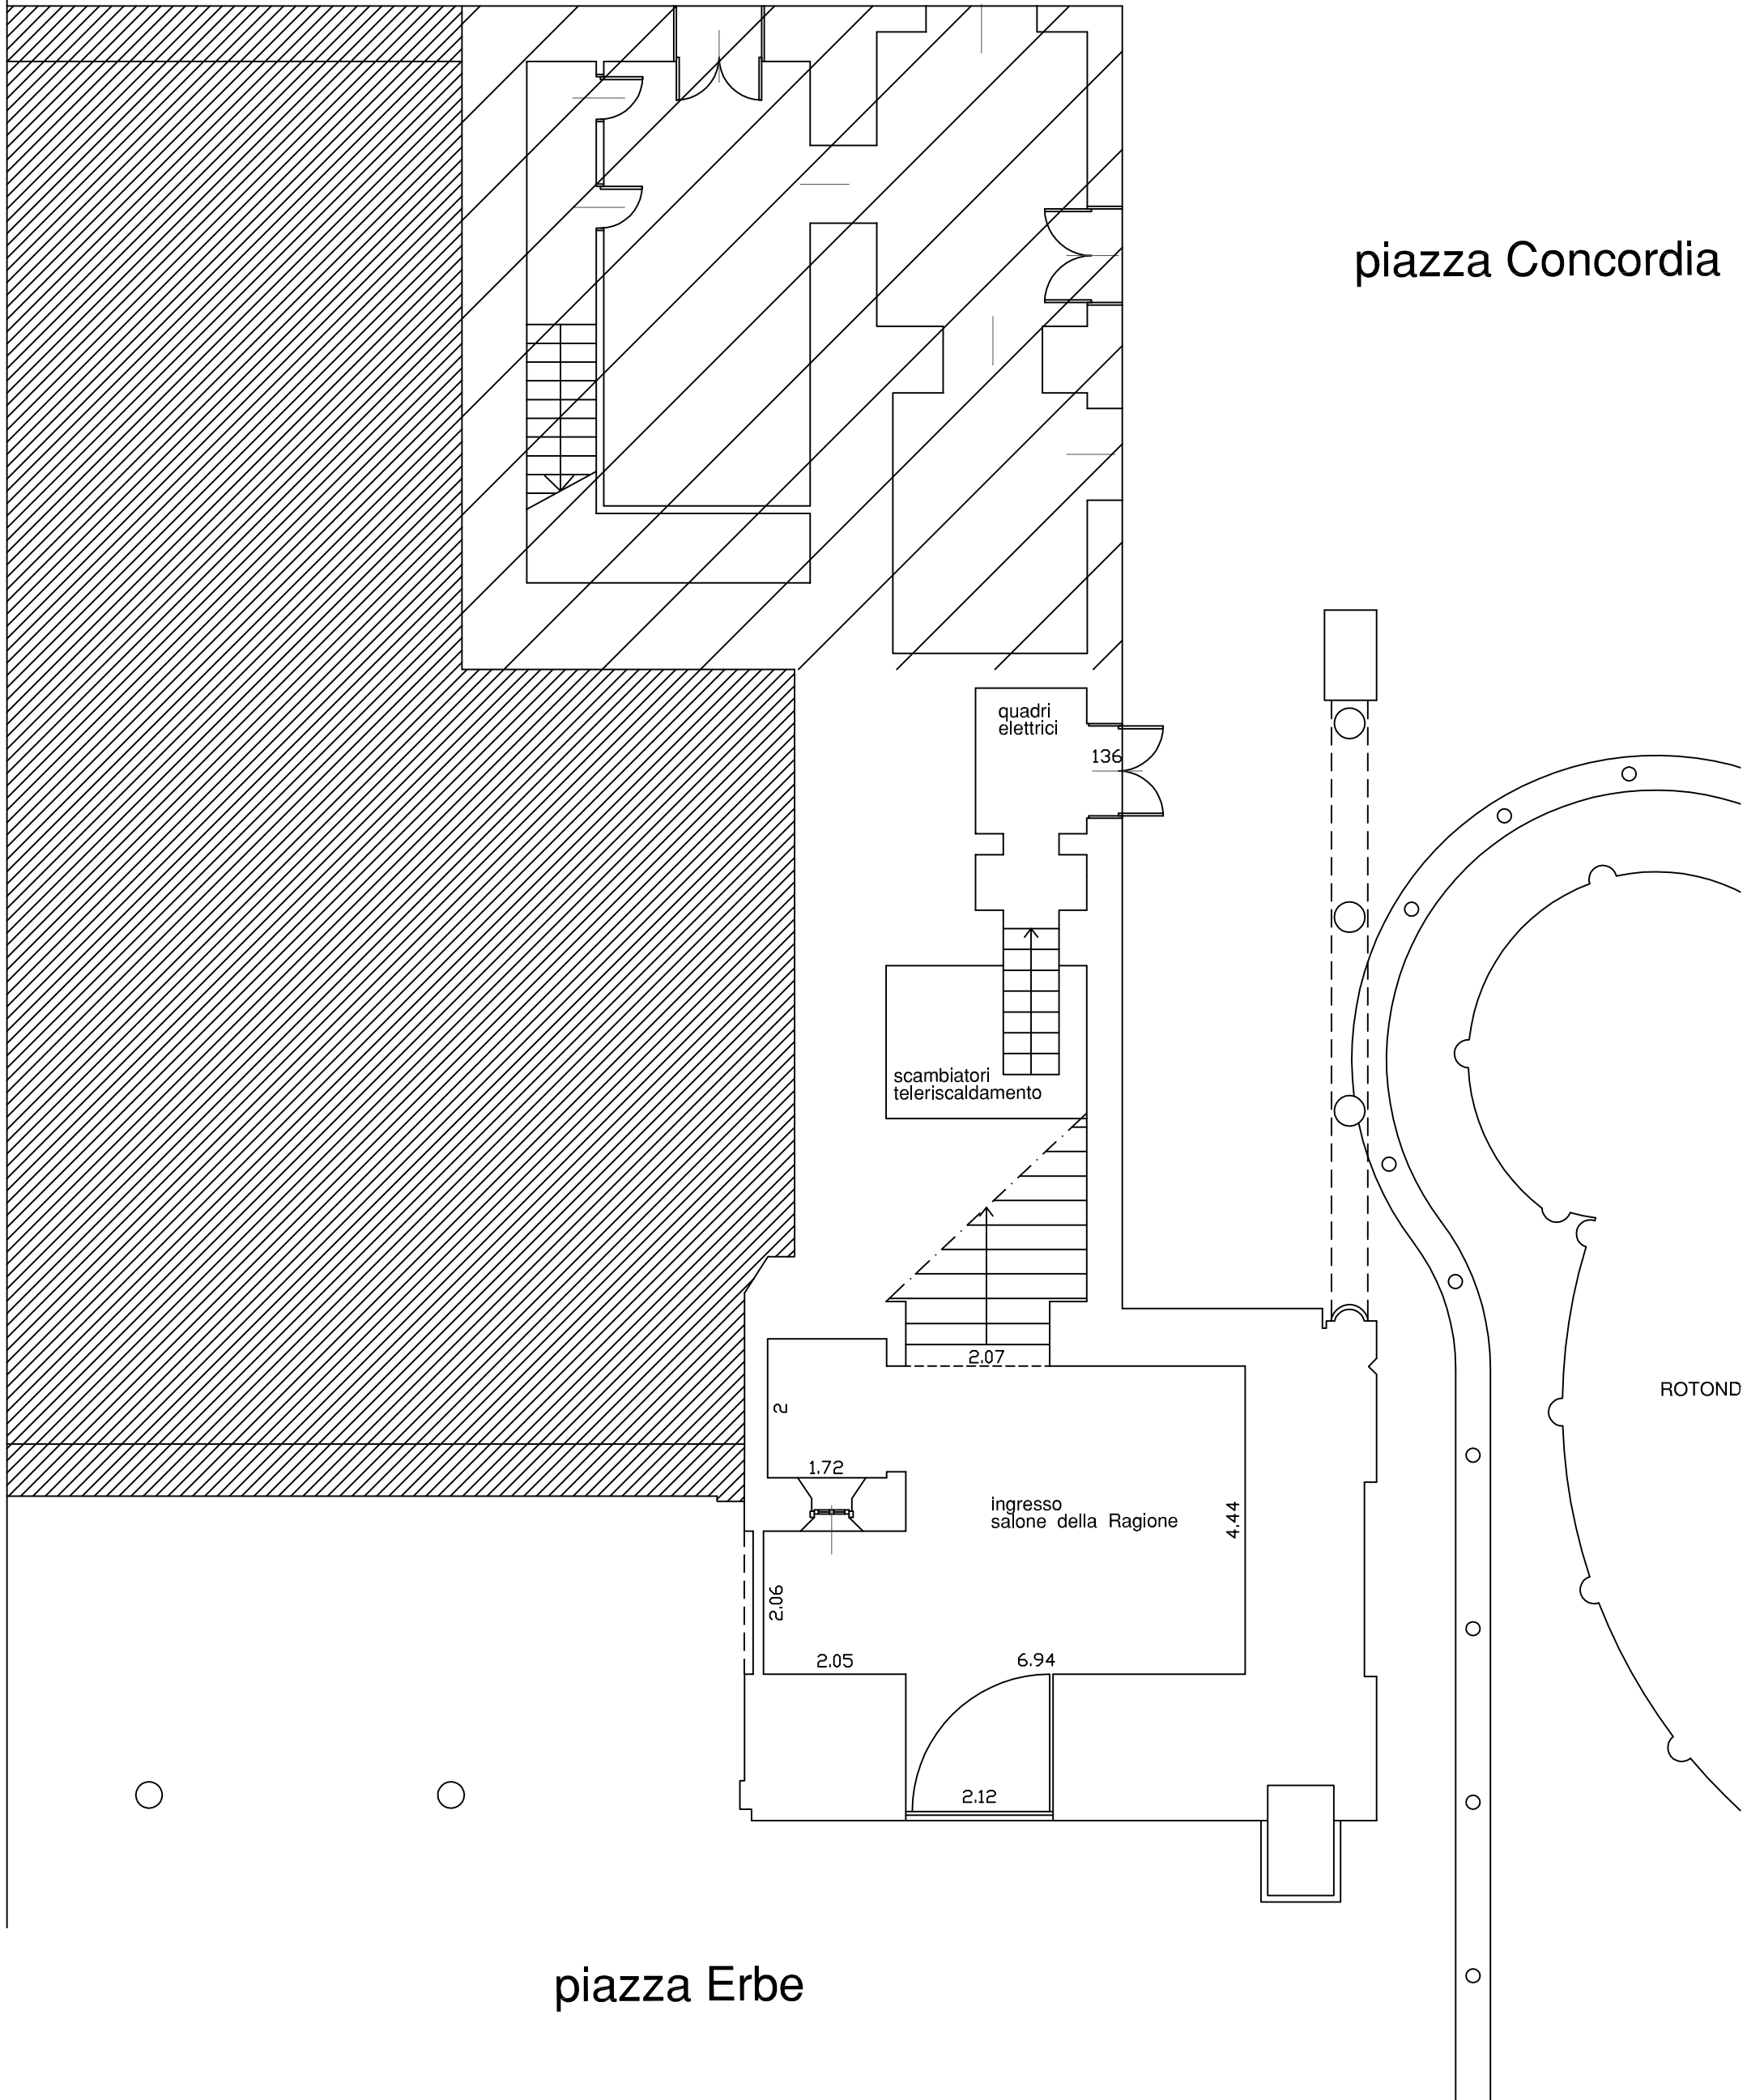 piazza Concordia
quadri
elettrici
136
scambiatori
teleriscaldamento
2.07
2
ROTOND
1.72
ingresso
salone della Ragione
4.44
2.06
2.05
6.94
2.12
piazza Erbe